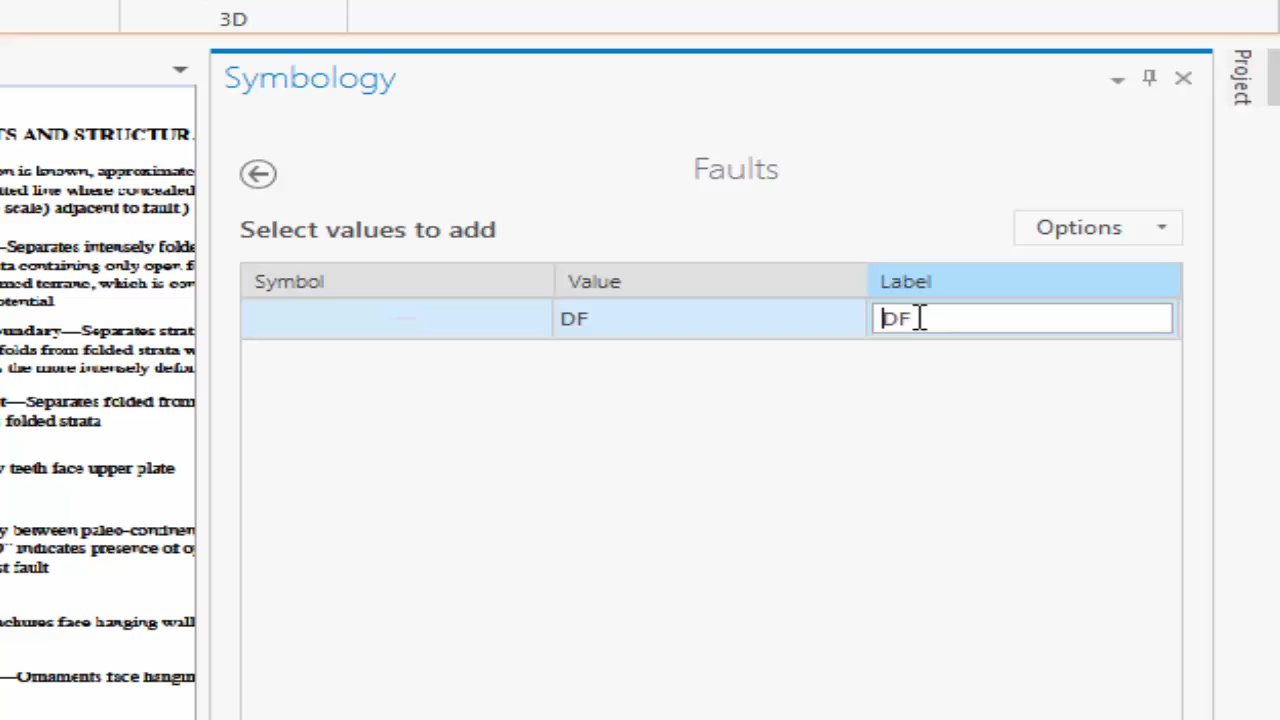 3D
Symbology
Project
Faults
Select values to add
Options
Symbol Value Label
DF DF
TS AND STRUCTUR
on is known, approximate
tted line where concealed
scale) adjacent to fault)
—Separates intensely folde
ta containing only open f
med terrane, which is con
otential
undary—Separates strat
folds from folded strata w
the more intensely defo
t—Separates folded from
folded strata
y teeth face upper plate
y between paleo-continen
indicates presence of o
st fault
achures face hanging wall
—Ornaments face hangin